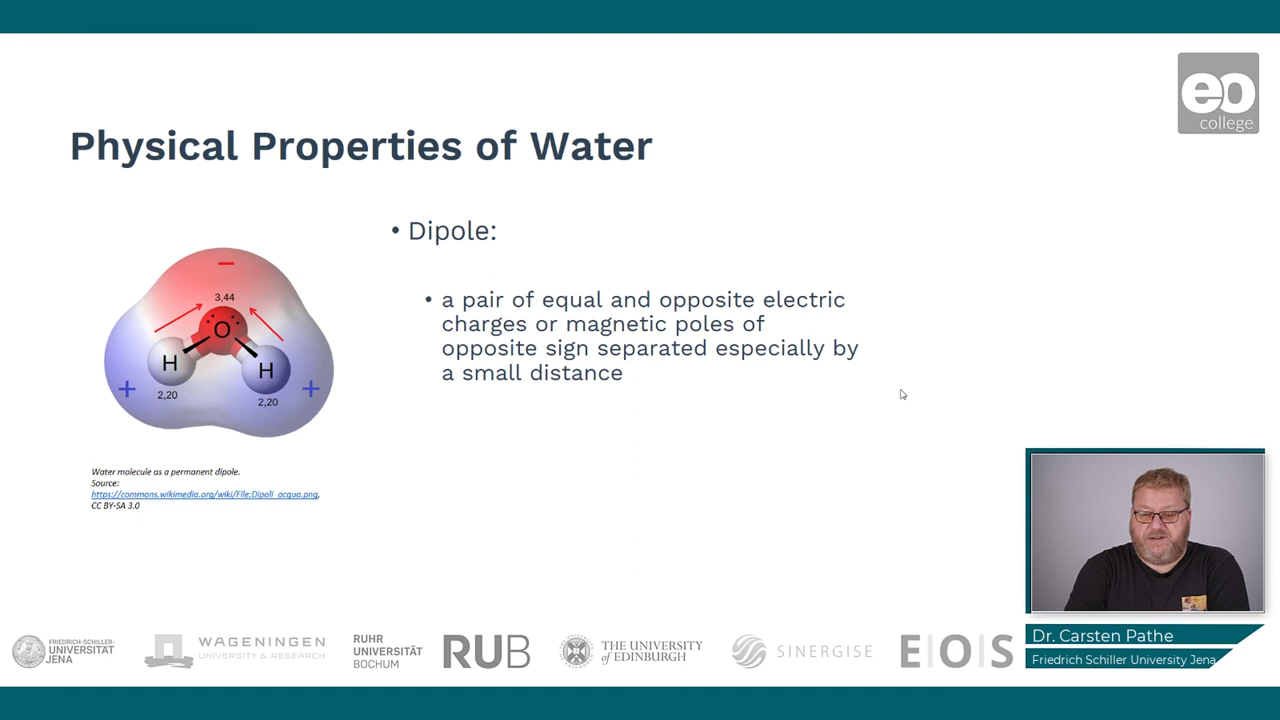 eo
college
Physical Properties of Water
• Dipole:
• a pair of equal and opposite electric
charges or magnetic poles of
opposite sign separated especially by
a small distance
−
3,44
O
H
H
+
+
2,20
2,20
Water molecule as a permanent dipole.
Source:
https://commons.wikimedia.org/wiki/File:Dipoli_acqua.png,
CC BY-SA 3.0
FRIEDRICH-SCHILLER-
UNIVERSITÄT
JENA
WAGENINGEN
UNIVERSITY & RESEARCH
RUHR
UNIVERSITÄT
BOCHUM
RUB
THE UNIVERSITY
of EDINBURGH
SINERGISE
E|O|S
Dr. Carsten Pathe
Friedrich Schiller University Jena